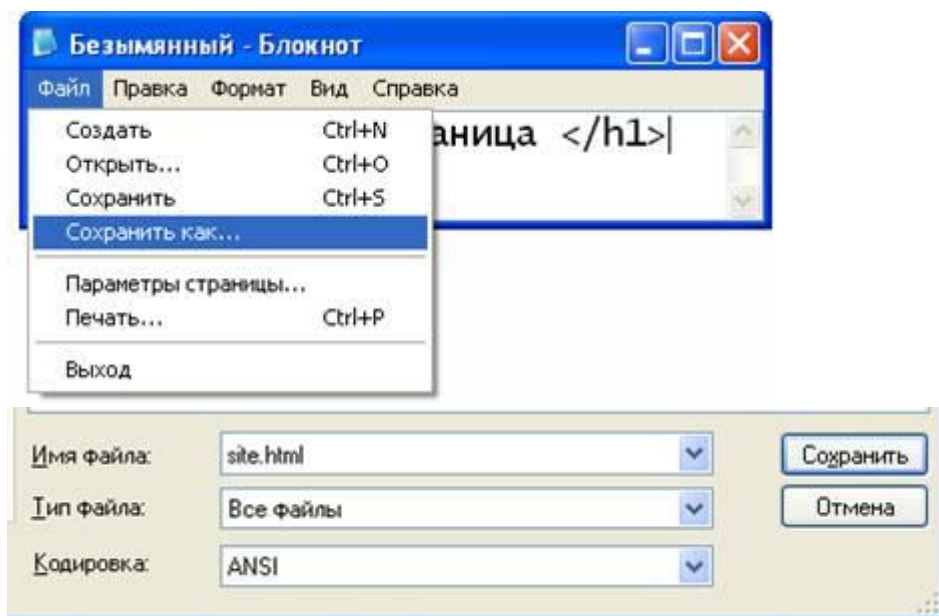 Безымянный - Блокнот
Файл Правка Формат Вид Справка
аница </h1>
Создать Ctrl+N
Открыть... Ctrl+O
Сохранить Ctrl+S
Сохранить как...
Параметры страницы...
Печать... Ctrl+P
Выход
Имя файла: site.html Сохранить
Тип файла: Все файлы Отмена
Кодировка: ANSI